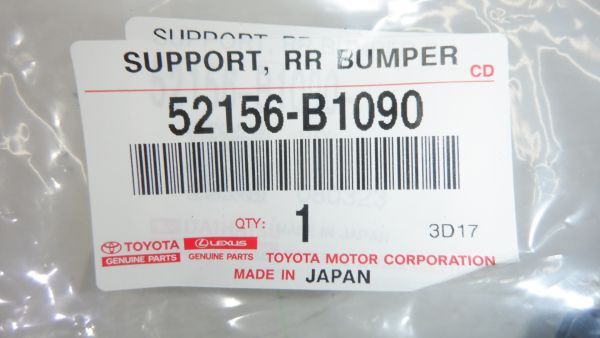 SUPPORT, RR BUMPER
CD
52156-B1090
QTY: 1
3D17
TOYOTA
GENUINE PARTS
LEXUS
GENUINE PARTS
TOYOTA MOTOR CORPORATION
MADE IN JAPAN